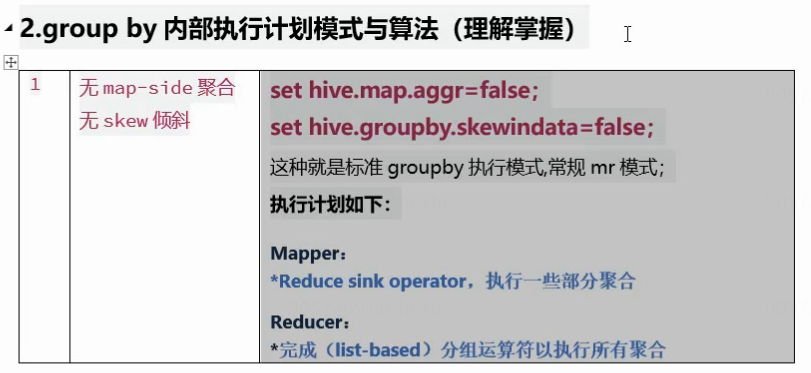 2.group by 内部执行计划模式与算法（理解掌握）
1
无 map-side 聚合
无 skew 倾斜
set hive.map.aggr=false;
set hive.groupby.skewindata=false;
这种就是标准 groupby 执行模式,常规 mr 模式；
执行计划如下：
Mapper：
*Reduce sink operator，执行一些部分聚合
Reducer：
*完成（list-based）分组运算符以执行所有聚合